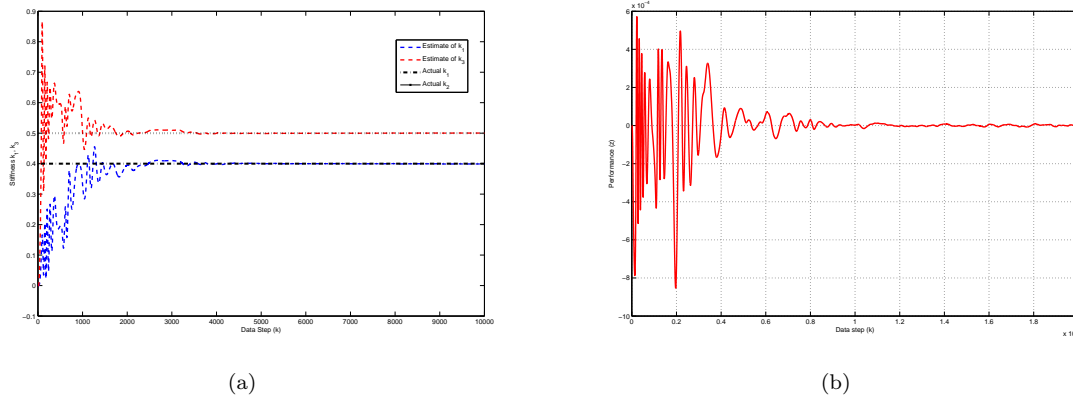 0.9
0.8
0.7
0.6
0.5
0.4
0.3
0.2
0.1
0
−0.1
Stiffness k1, k3
Estimate of k1
Estimate of k3
Actual k1
Actual k2
0 1000 2000 3000 4000 5000 6000 7000 8000 9000 10000
Data Step (k)
(a)
x 10−4
6
4
2
0
−2
−4
−6
−8
−10
Performance (z)
0 0.2 0.4 0.6 0.8 1 1.2 1.4 1.6 1.8
Data step (k)
x 10
(b)